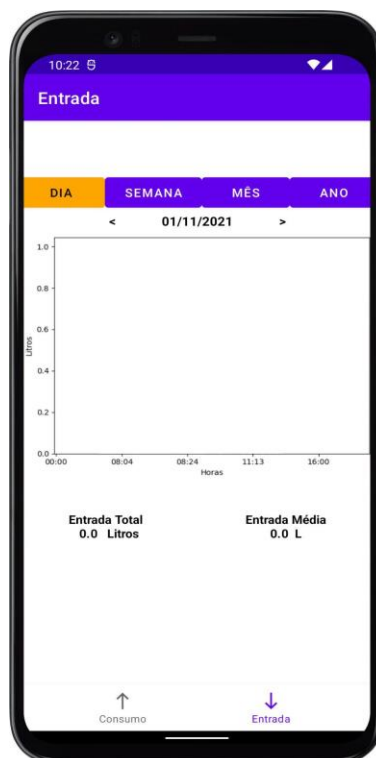 10:22
Entrada
DIA SEMANA MÊS ANO
< 01/11/2021 >
1.0
0.8
0.6
0.4
0.2
0.0
Litros
00:00 08:04 08:24 11:13 16:00
Horas
Entrada Total Entrada Média
0.0 Litros 0.0 L
Consumo Entrada